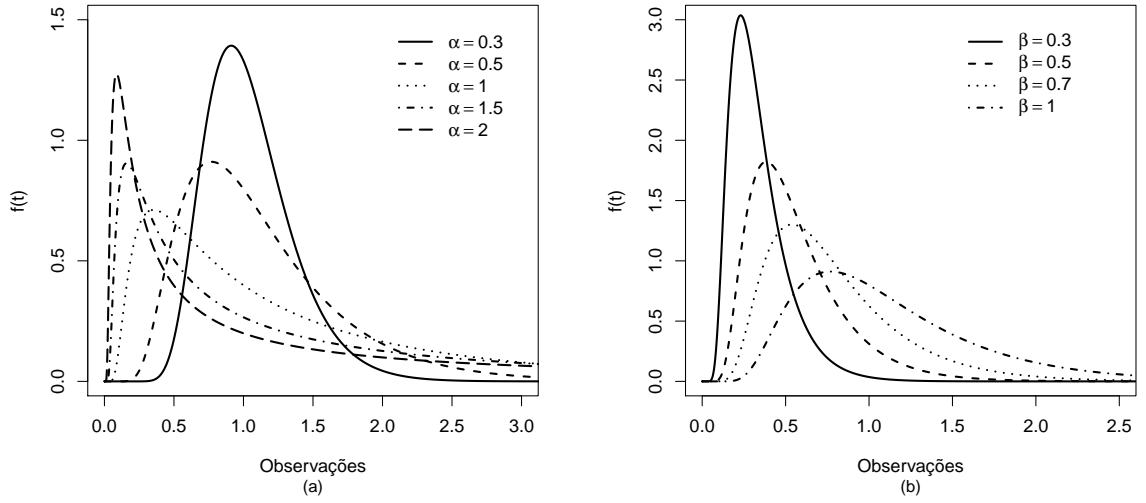 α = 0.3
α = 0.5
α = 1
α = 1.5
α = 2
f(t)
0.0
0.5
1.0
1.5
0.0 0.5 1.0 1.5 2.0 2.5 3.0
Observações
(a)
β = 0.3
β = 0.5
β = 0.7
β = 1
f(t)
0.0
0.5
1.0
1.5
2.0
2.5
3.0
0.0 0.5 1.0 1.5 2.0 2.5
Observações
(b)